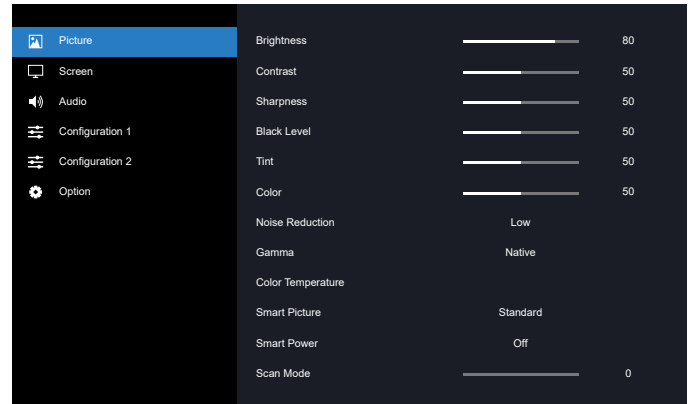 Picture
Screen
Audio
Configuration 1
Configuration 2
Option
Brightness 80
Contrast 50
Sharpness 50
Black Level 50
Tint 50
Color 50
Noise Reduction Low
Gamma Native
Color Temperature
Smart Picture Standard
Smart Power Off
Scan Mode 0